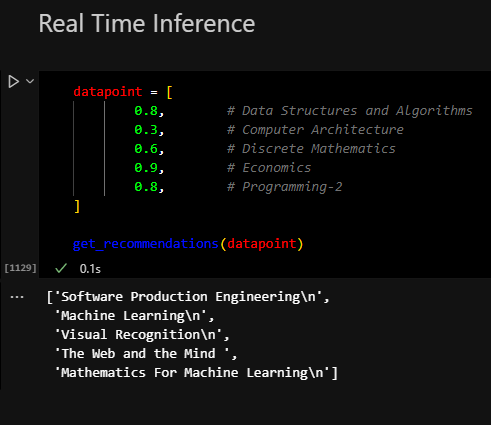 Real Time Inference
datapoint = [
0.8, # Data Structures and Algorithms
0.3, # Computer Architecture
0.6, # Discrete Mathematics
0.9, # Economics
0.8, # Programming-2
]
get_recommendations(datapoint)
[1129] 0.1s
... ['Software Production Engineering\n',
'Machine Learning\n',
'Visual Recognition\n',
'The Web and the Mind ',
'Mathematics For Machine Learning\n']